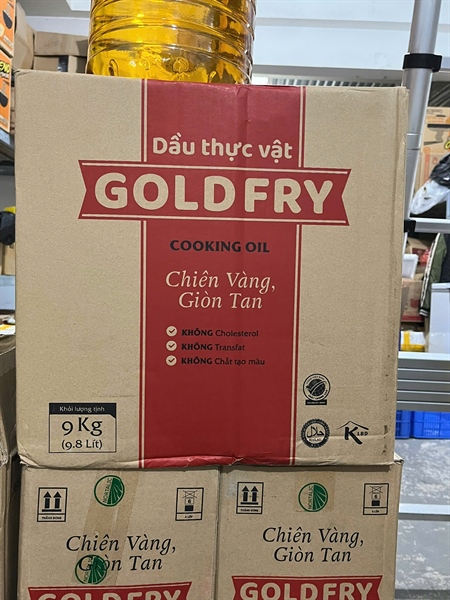 Dầu thực vật
GOLDFRY
COOKING OIL
Chiên Vàng,
Giòn Tan
KHÔNG Cholesterol
KHÔNG Transfat
KHÔNG Chất tạo màu
Khối lượng tịnh
9 Kg
(9.8 Lít)
حلال
K
Chiên Vàng,
Giòn Tan
GOLDFRY
Chiên Vàng,
Giòn Tan
GOLDFRY